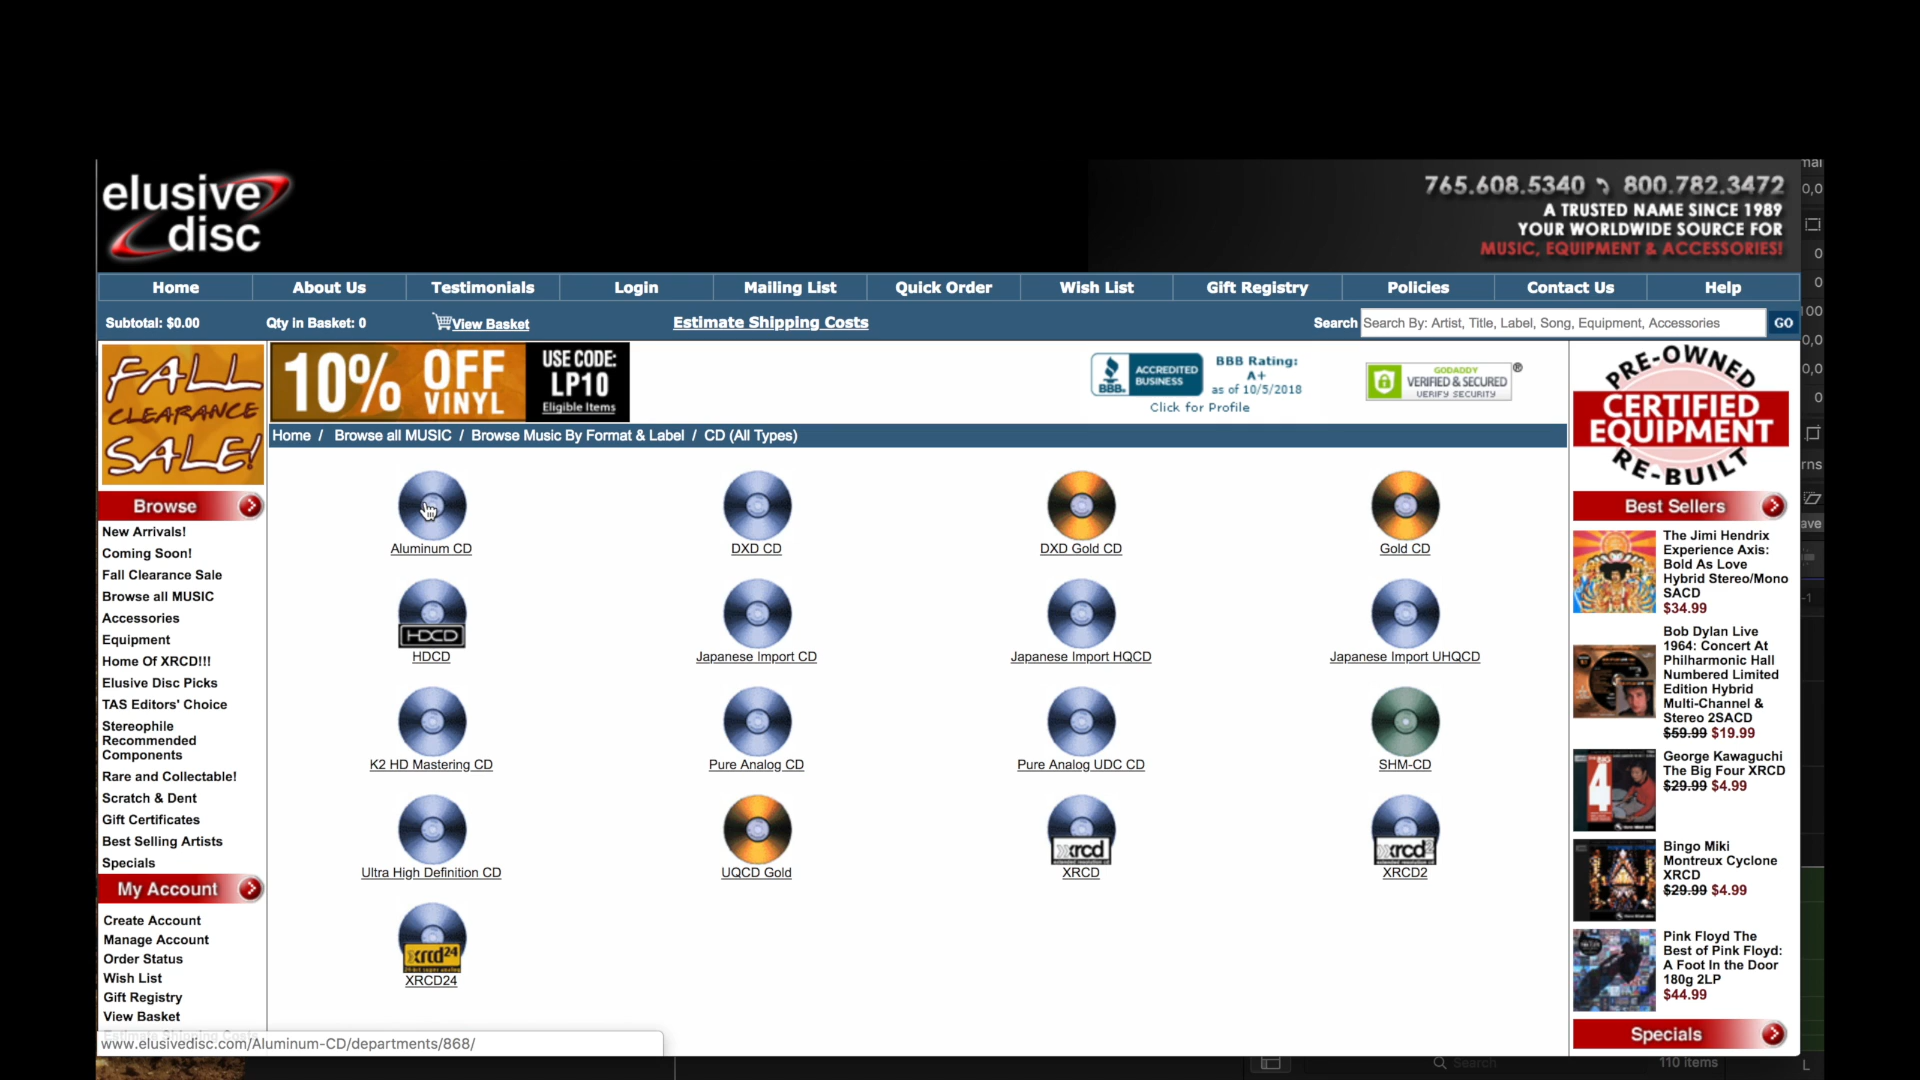 elusive
disc
765.608.5340 800.782.3472
A TRUSTED NAME SINCE 1989
YOUR WORLDWIDE SOURCE FOR
MUSIC, EQUIPMENT & ACCESSORIES!
Home About Us Testimonials Login Mailing List Quick Order Wish List Gift Registry Policies Contact Us Help
Subtotal: $0.00 Qty in Basket: 0 View Basket Estimate Shipping Costs Search Search By: Artist, Title, Label, Song, Equipment, Accessories GO
FALL
CLEARANCE
SALE!
10% OFF VINYL
USE CODE:
LP10
Eligible Items
BBB. ACCREDITED BUSINESS
BBB Rating:
A+
as of 10/5/2018
Click for Profile
GODADDY
VERIFIED & SECURED
VERIFY SECURITY
®
Home / Browse all MUSIC / Browse Music By Format & Label / CD (All Types)
Browse
New Arrivals!
Coming Soon!
Fall Clearance Sale
Browse all MUSIC
Accessories
Equipment
Home Of XRCD!!!
Elusive Disc Picks
TAS Editors' Choice
Stereophile
Recommended
Components
Rare and Collectable!
Scratch & Dent
Gift Certificates
Best Selling Artists
Specials
My Account
Create Account
Manage Account
Order Status
Wish List
Gift Registry
View Basket
Estimate Shipping Costs
www.elusivedisc.com/Aluminum-CD/departments/868/
Aluminum CD DXD CD DXD Gold CD Gold CD
HDCD
HDCD Japanese Import CD Japanese Import HQCD Japanese Import UHQCD
K2 HD Mastering CD Pure Analog CD Pure Analog UDC CD SHM-CD
xrcd xrcd2
Ultra High Definition CD UQCD Gold XRCD XRCD2
xrcd24
XRCD24
PRE-OWNED
CERTIFIED
EQUIPMENT
RE-BUILT
Best Sellers
The Jimi Hendrix
Experience Axis:
Bold As Love
Hybrid Stereo/Mono
SACD
$34.99
Bob Dylan Live
1964: Concert At
Philharmonic Hall
Numbered Limited
Edition Hybrid
Multi-Channel &
Stereo 2SACD
$59.99 $19.99
George Kawaguchi
The Big Four XRCD
$29.99 $4.99
Bingo Miki
Montreux Cyclone
XRCD
$29.99 $4.99
Pink Floyd The
Best of Pink Floyd:
A Foot In the Door
180g 2LP
$44.99
Specials
Search 110 items